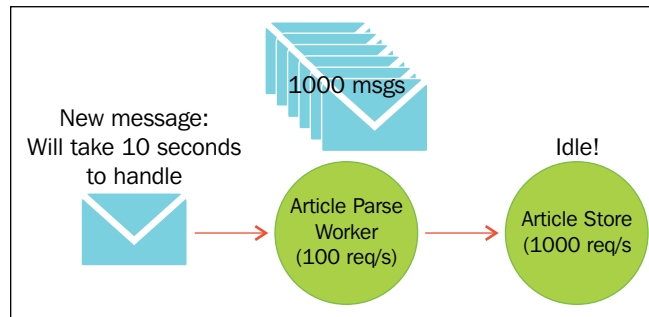 1000 msgs
New message:
Will take 10 seconds
to handle
Idle!
Article Parse
Worker
(100 req/s)
Article Store
(1000 req/s